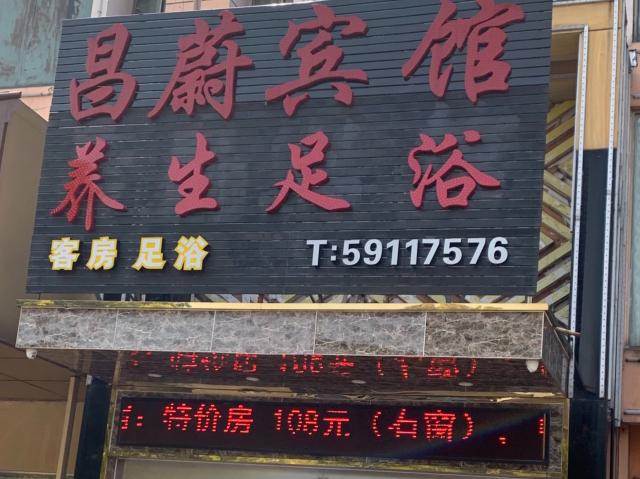 昌蔚宾馆
养生足浴
客房 足浴
T:59117576
特价房 108元（石窗）、